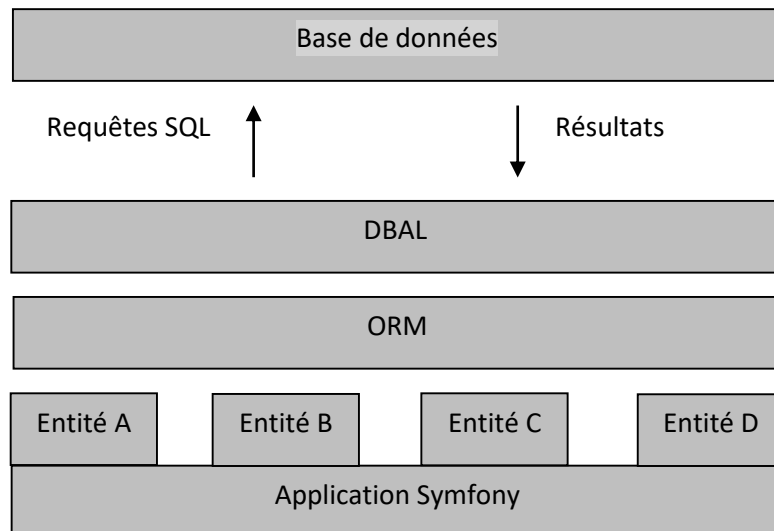 Base de données
Requêtes SQL
Résultats
DBAL
ORM
Entité A
Entité B
Entité C
Entité D
Application Symfony